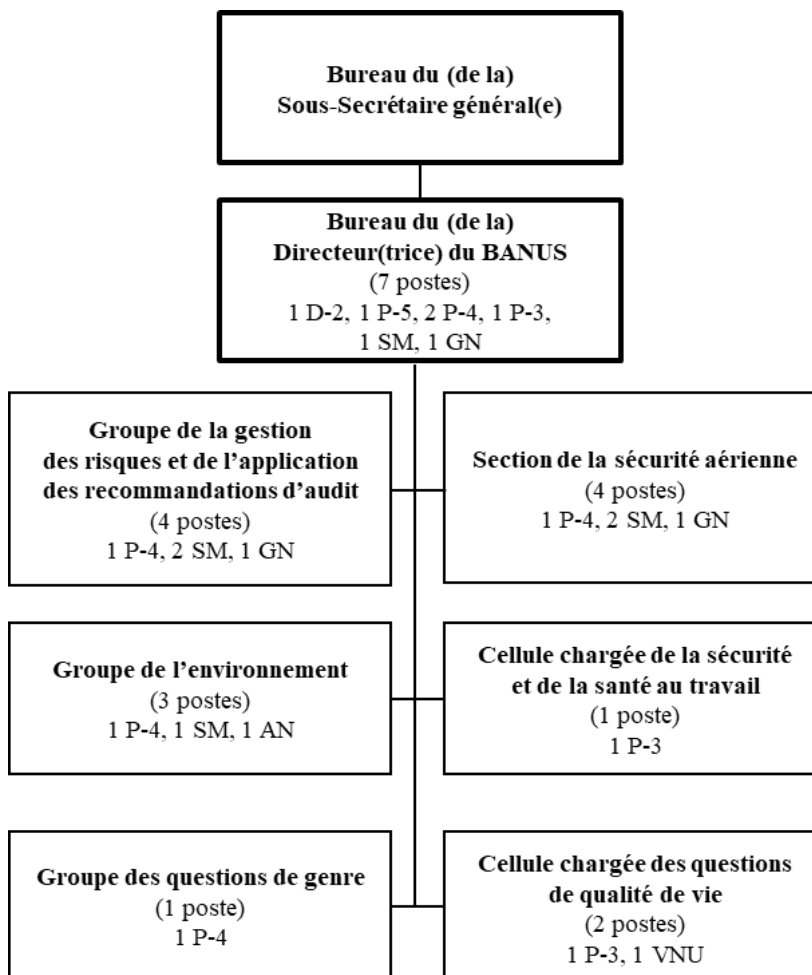 Bureau du (de la)
Sous-Secrétaire général(e)
Bureau du (de la)
Directeur(trice) du BANUS
(7 postes)
1 D-2, 1 P-5, 2 P-4, 1 P-3,
1 SM, 1 GN
Groupe de la gestion
des risques et de l’application
des recommandations d’audit
(4 postes)
1 P-4, 2 SM, 1 GN
Section de la sécurité aérienne
(4 postes)
1 P-4, 2 SM, 1 GN
Groupe de l’environnement
(3 postes)
1 P-4, 1 SM, 1 AN
Cellule chargée de la sécurité
et de la santé au travail
(1 poste)
1 P-3
Groupe des questions de genre
(1 poste)
1 P-4
Cellule chargée des questions
de qualité de vie
(2 postes)
1 P-3, 1 VNU